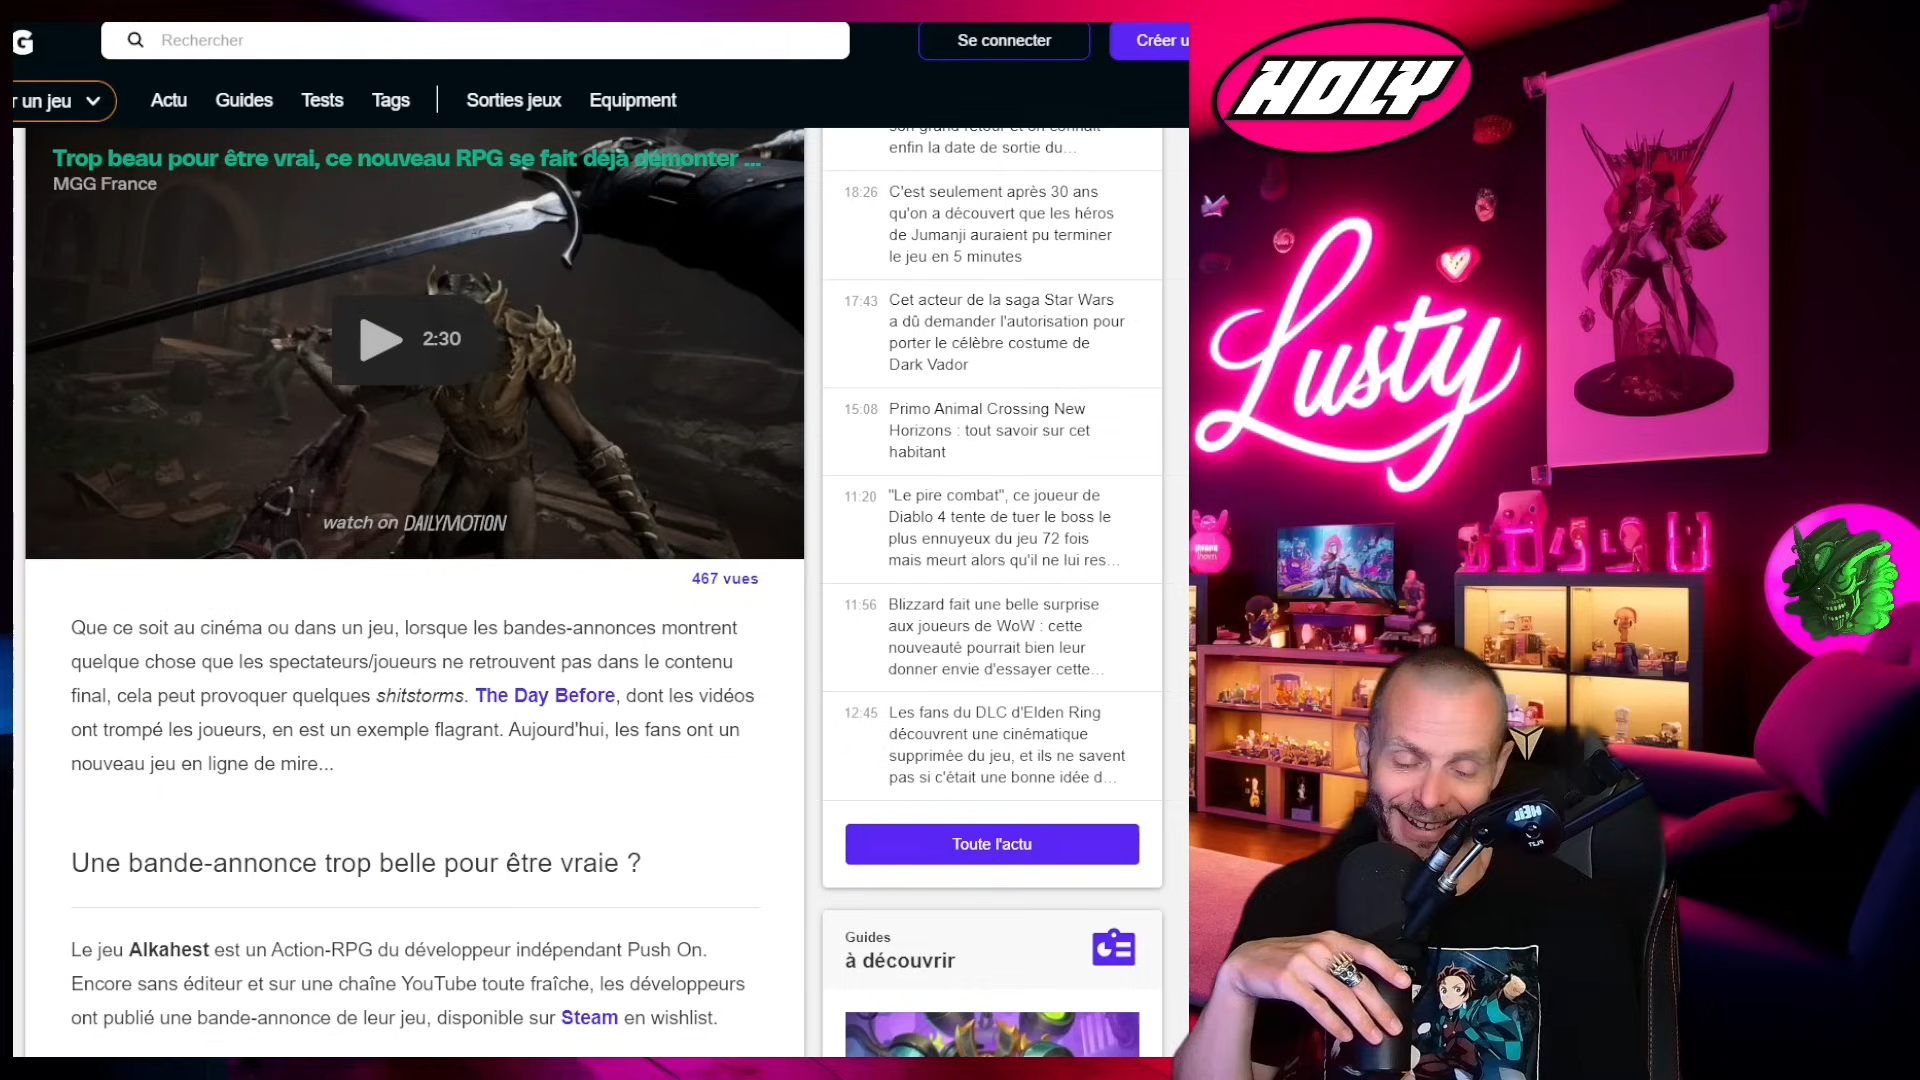 G
Rechercher
Se connecter
Créer u
r un jeu
Actu
Guides
Tests
Tags
Sorties jeux
Equipment
Trop beau pour être vrai, ce nouveau RPG se fait déjà démonter ...
MGG France
2:30
watch on DAILYMOTION
467 vues
Que ce soit au cinéma ou dans un jeu, lorsque les bandes-annonces montrent
quelque chose que les spectateurs/joueurs ne retrouvent pas dans le contenu
final, cela peut provoquer quelques shitstorms. The Day Before, dont les vidéos
ont trompé les joueurs, en est un exemple flagrant. Aujourd'hui, les fans ont un
nouveau jeu en ligne de mire...
Une bande-annonce trop belle pour être vraie ?
Le jeu Alkahest est un Action-RPG du développeur indépendant Push On.
Encore sans éditeur et sur une chaîne YouTube toute fraîche, les développeurs
ont publié une bande-annonce de leur jeu, disponible sur Steam en wishlist.
son grand retour et on connaît
enfin la date de sortie du...
18:26 C'est seulement après 30 ans
qu'on a découvert que les héros
de Jumanji auraient pu terminer
le jeu en 5 minutes
17:43 Cet acteur de la saga Star Wars
a dû demander l'autorisation pour
porter le célèbre costume de
Dark Vador
15:08 Primo Animal Crossing New
Horizons : tout savoir sur cet
habitant
11:20 "Le pire combat", ce joueur de
Diablo 4 tente de tuer le boss le
plus ennuyeux du jeu 72 fois
mais meurt alors qu'il ne lui res...
11:56 Blizzard fait une belle surprise
aux joueurs de WoW : cette
nouveauté pourrait bien leur
donner envie d'essayer cette...
12:45 Les fans du DLC d'Elden Ring
découvrent une cinématique
supprimée du jeu, et ils ne savent
pas si c'était une bonne idée d...
Toute l'actu
Guides
à découvrir
HOLY
Lusty